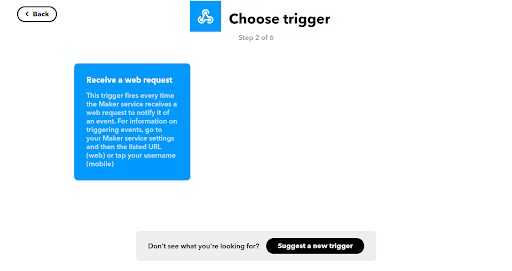 Back
Choose trigger
Step 2 of 6
Receive a web request
This trigger fires every time
the Maker service receives a
web request to notify it of
an event. For information on
triggering events, go to
your Maker service settings
and then the listed URL
(web) or tap your username
(mobile)
Don't see what you're looking for?
Suggest a new trigger